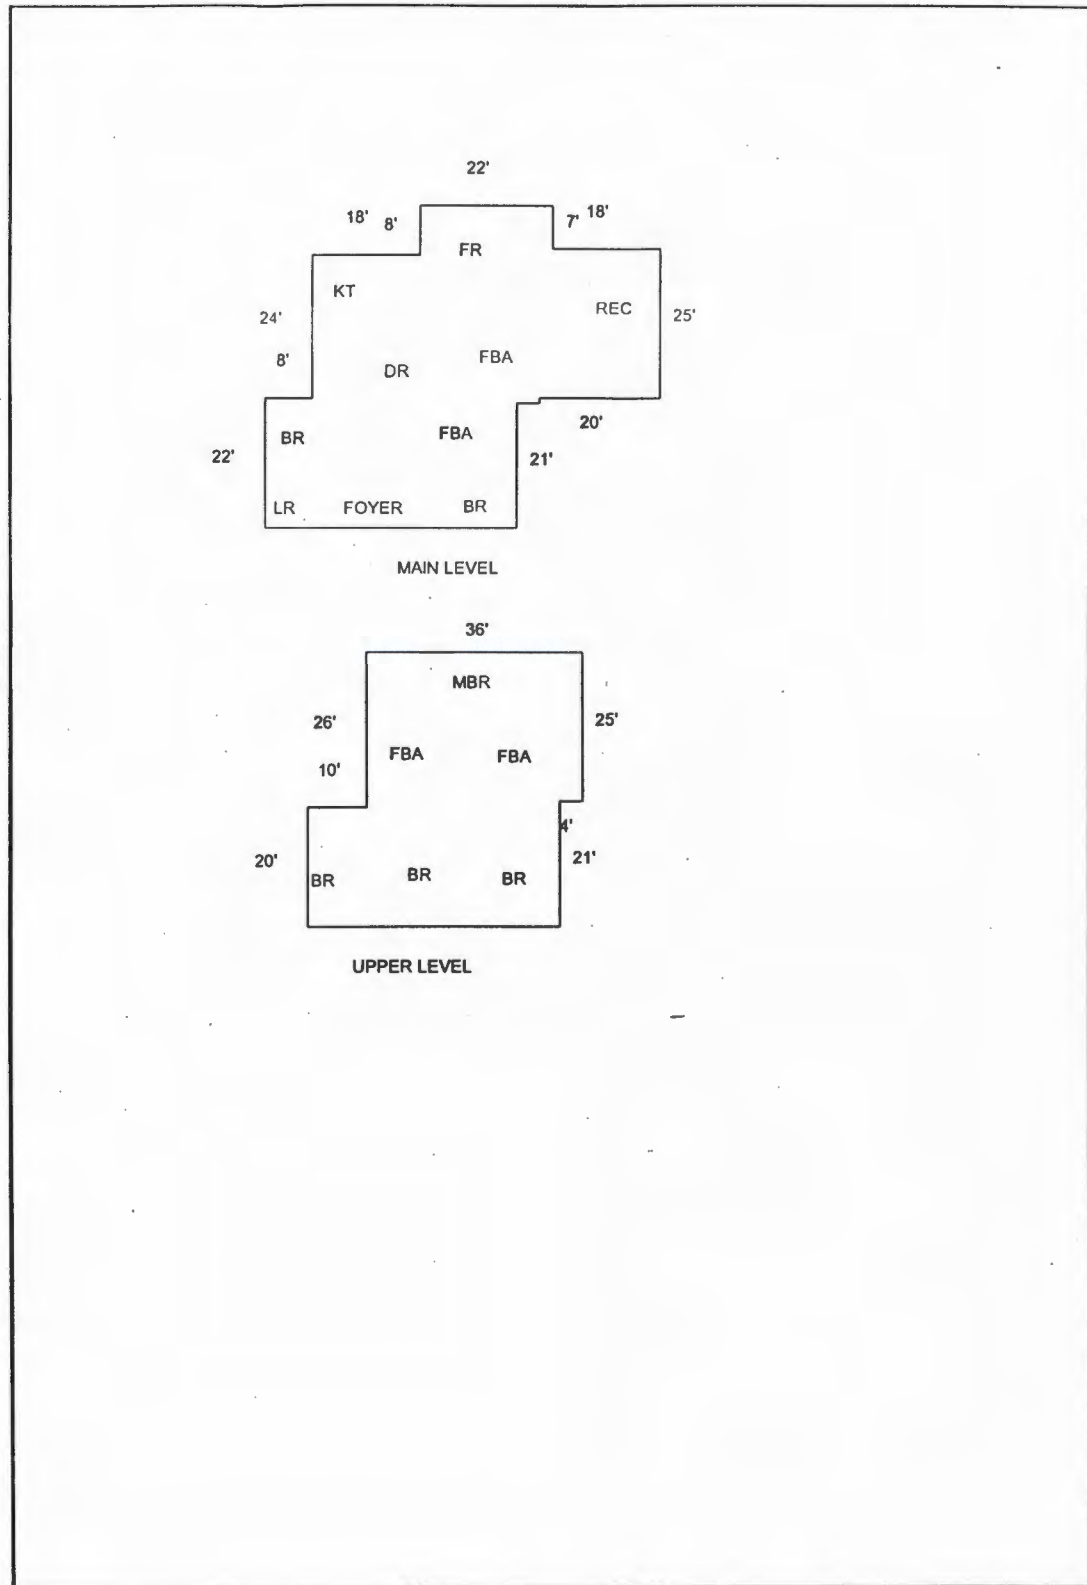 22'
18' 8' 7' 18'
FR
KT
REC
24' 25'
8' DR FBA
20'
BR FBA
22' 21'
LR FOYER BR
MAIN LEVEL
36'
MBR
26' 25'
FBA FBA
10'
4'
20' 21'
BR BR BR
UPPER LEVEL